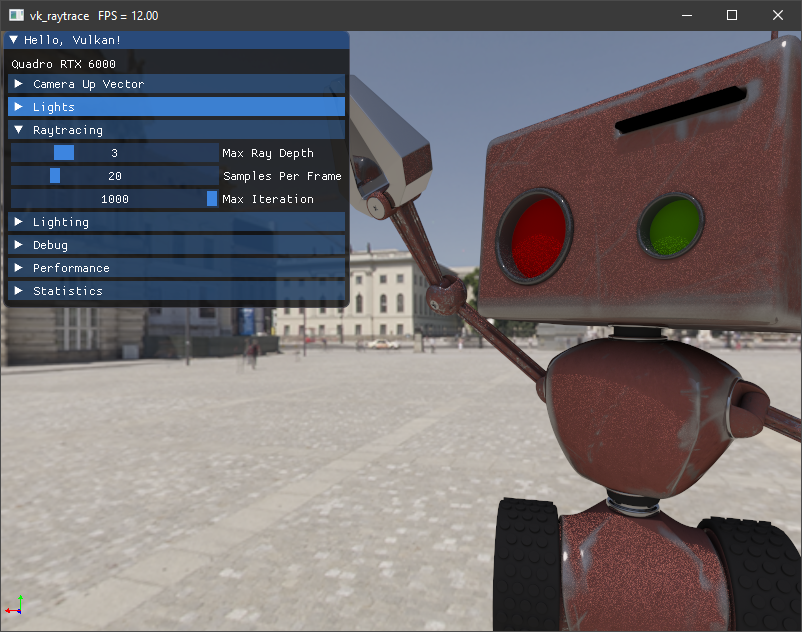 vk_raytrace FPS = 12.00
Hello, Vulkan!
Quadro RTX 6000
Camera Up Vector
Lights
Raytracing
3 Max Ray Depth
20 Samples Per Frame
1000 Max Iteration
Lighting
Debug
Performance
Statistics